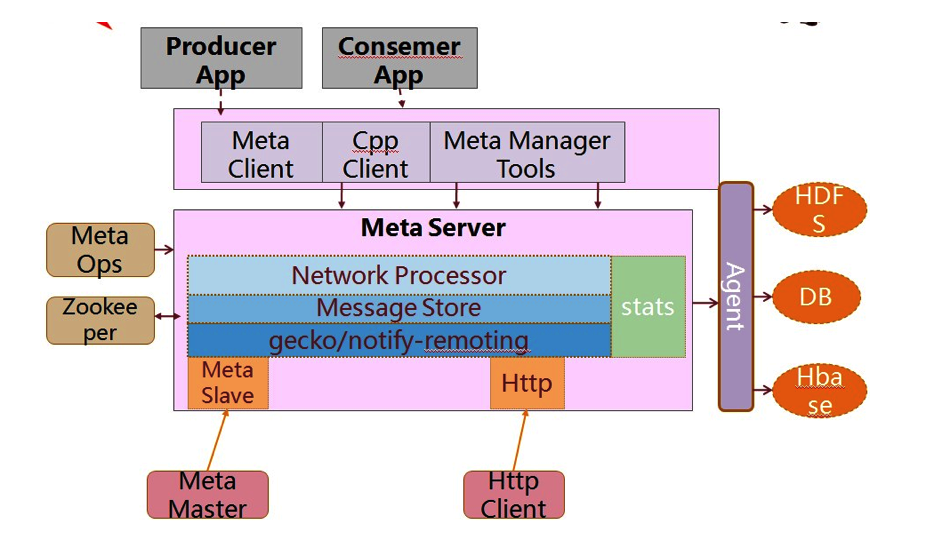 Producer
App
Consemer
App
Meta
Client
Cpp
Client
Meta Manager
Tools
Meta Server
Meta
Ops
Zookee
per
Network Processor
Message Store
gecko/notify-remoting
stats
Meta
Slave
Http
Agent
HDF
S
DB
Hba
se
Meta
Master
Http
Client